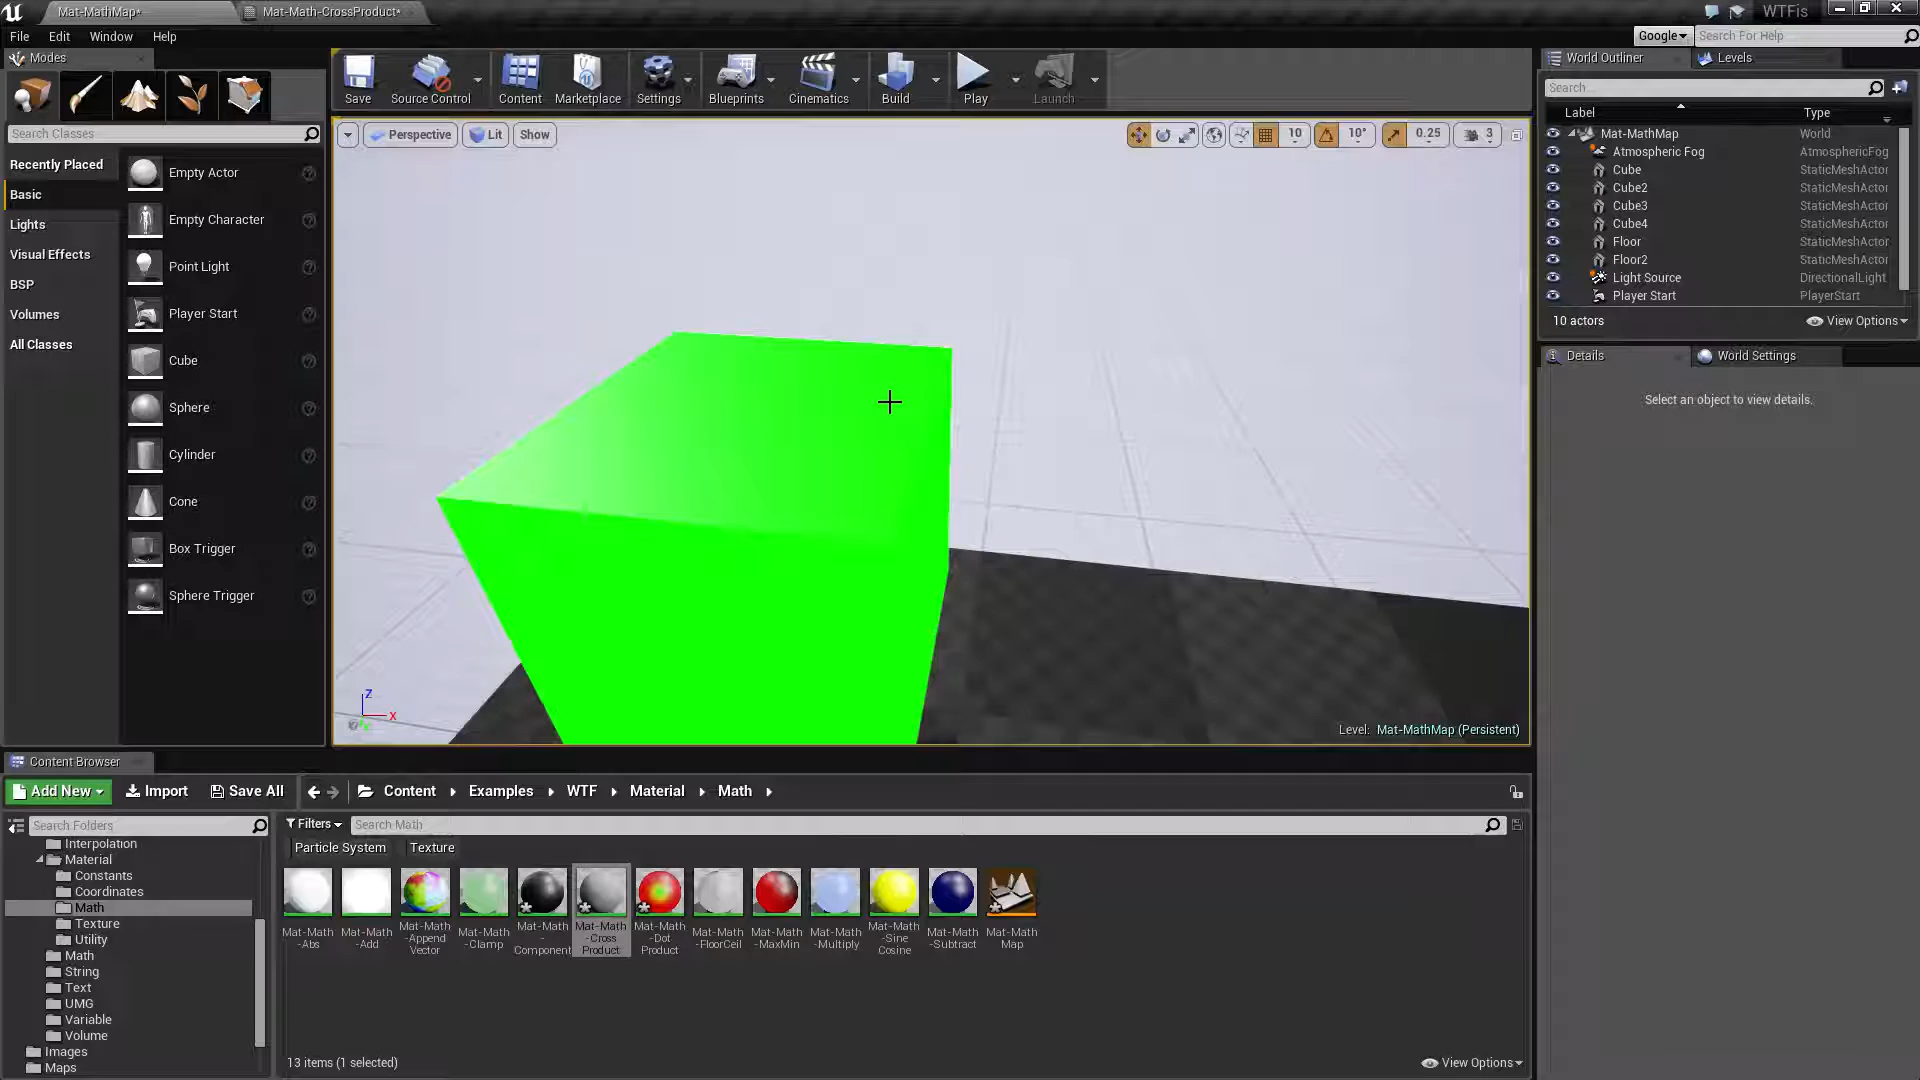 Mat-MathMap*
Mat-Math-CrossProduct*
WTFis
File Edit Window Help
Google
Search For Help
Modes
Search Classes
Recently Placed
Basic
Lights
Visual Effects
BSP
Volumes
All Classes
Empty Actor
Empty Character
Point Light
Player Start
Cube
Sphere
Cylinder
Cone
Box Trigger
Sphere Trigger
Save
Source Control
Content
Marketplace
Settings
Blueprints
Cinematics
Build
Play
Launch
Perspective
Lit
Show
10
10°
0.25
3
Z
X
Level: Mat-MathMap (Persistent)
World Outliner
Levels
Search...
Label Type
Mat-MathMap World
Atmospheric Fog AtmosphericFog
Cube StaticMeshActor
Cube2 StaticMeshActor
Cube3 StaticMeshActor
Cube4 StaticMeshActor
Floor StaticMeshActor
Floor2 StaticMeshActor
Light Source DirectionalLight
Player Start PlayerStart
10 actors
View Options
Details
World Settings
Select an object to view details.
Content Browser
Add New
Import
Save All
Content Examples WTF Material Math
Search Folders
Interpolation
Material
Constants
Coordinates
Math
Texture
Utility
Math
String
Text
UMG
Variable
Volume
Images
Maps
Filters
Search Math
Particle System
Texture
Mat-Math
-Abs
Mat-Math
-Add
Mat-Math
-Append
Vector
Mat-Math
-Clamp
Mat-Math
-
Component
Mat-Math
-Cross
Product
Mat-Math
-Dot
Product
Mat-Math
-FloorCeil
Mat-Math
-MaxMin
Mat-Math
-Multiply
Mat-Math
-Sine
Cosine
Mat-Math
-Subtract
Mat-Math
Map
13 items (1 selected)
View Options